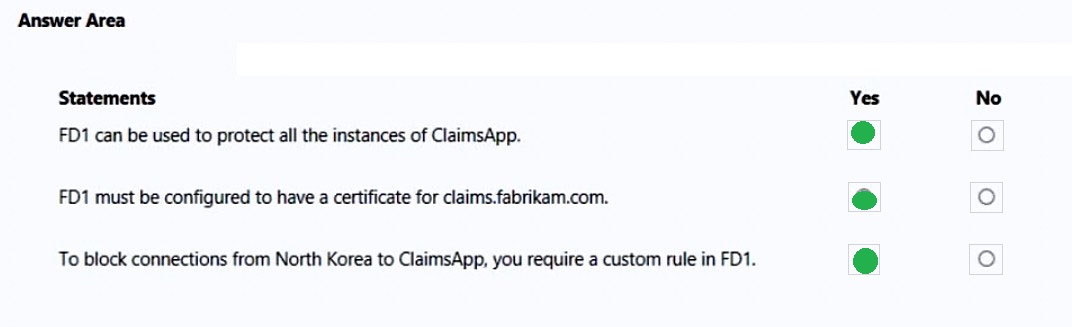 Answer Area
Statements Yes No
FD1 can be used to protect all the instances of ClaimsApp.
FD1 must be configured to have a certificate for claims.fabrikam.com.
To block connections from North Korea to ClaimsApp, you require a custom rule in FD1.